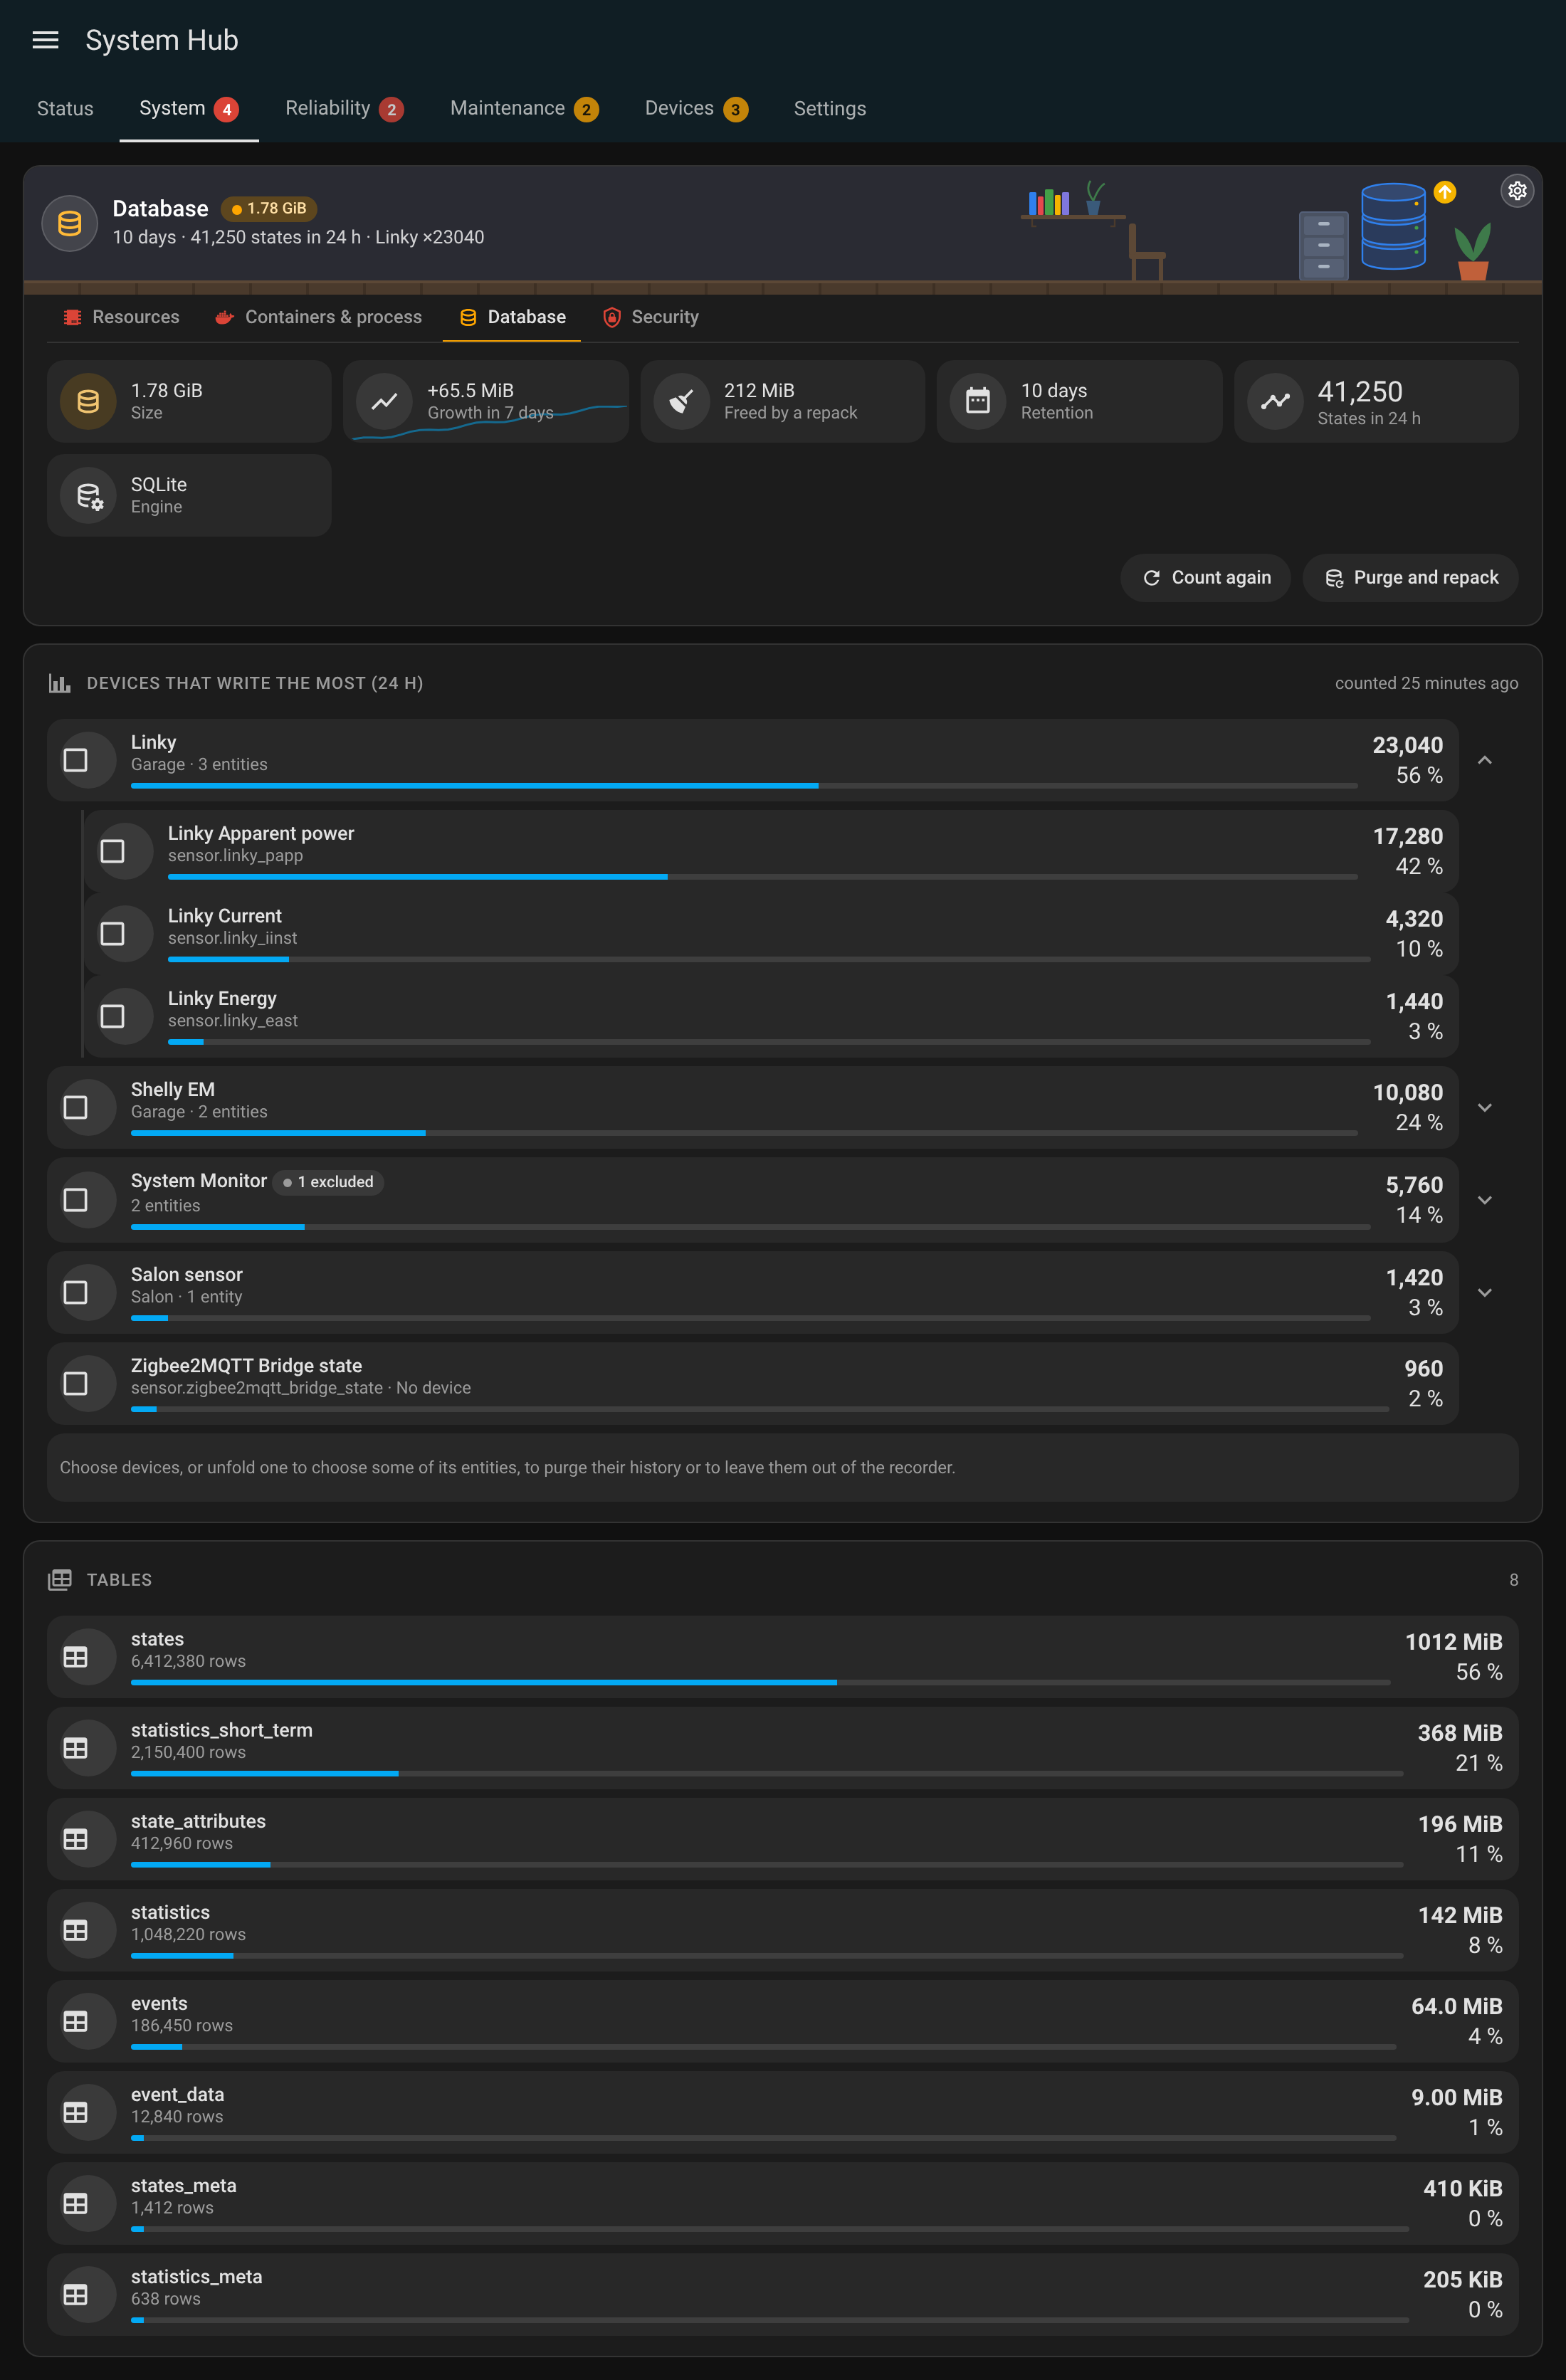 System Hub
Status
System 4
Reliability 2
Maintenance 2
Devices 3
Settings
Database 1.78 GiB
10 days · 41,250 states in 24 h · Linky ×23040
Resources
Containers & process
Database
Security
1.78 GiB
Size
+65.5 MiB
Growth in 7 days
212 MiB
Freed by a repack
10 days
Retention
41,250
States in 24 h
SQLite
Engine
Count again
Purge and repack
DEVICES THAT WRITE THE MOST (24 H)
counted 25 minutes ago
Linky
Garage · 3 entities
23,040
56 %
Linky Apparent power
sensor.linky_papp
17,280
42 %
Linky Current
sensor.linky_iinst
4,320
10 %
Linky Energy
sensor.linky_east
1,440
3 %
Shelly EM
Garage · 2 entities
10,080
24 %
System Monitor 1 excluded
2 entities
5,760
14 %
Salon sensor
Salon · 1 entity
1,420
3 %
Zigbee2MQTT Bridge state
sensor.zigbee2mqtt_bridge_state · No device
960
2 %
Choose devices, or unfold one to choose some of its entities, to purge their history or to leave them out of the recorder.
TABLES
8
states
6,412,380 rows
1012 MiB
56 %
statistics_short_term
2,150,400 rows
368 MiB
21 %
state_attributes
412,960 rows
196 MiB
11 %
statistics
1,048,220 rows
142 MiB
8 %
events
186,450 rows
64.0 MiB
4 %
event_data
12,840 rows
9.00 MiB
1 %
states_meta
1,412 rows
410 KiB
0 %
statistics_meta
638 rows
205 KiB
0 %